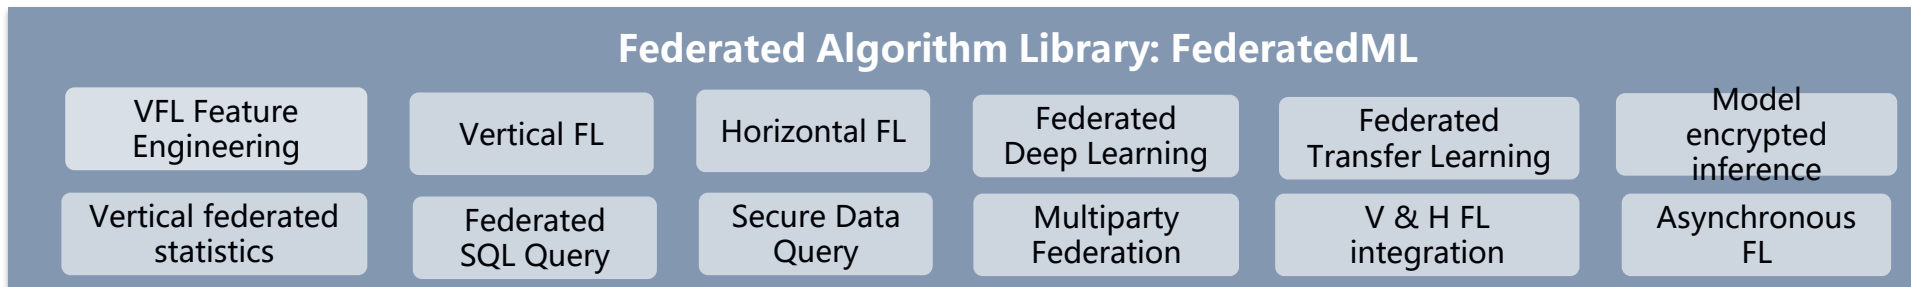 Federated Algorithm Library: FederatedML
VFL Feature
Engineering
Vertical FL
Horizontal FL
Federated
Deep Learning
Federated
Transfer Learning
Model
encrypted
inference
Vertical federated
statistics
Federated
SQL Query
Secure Data
Query
Multiparty
Federation
V & H FL
integration
Asynchronous
FL